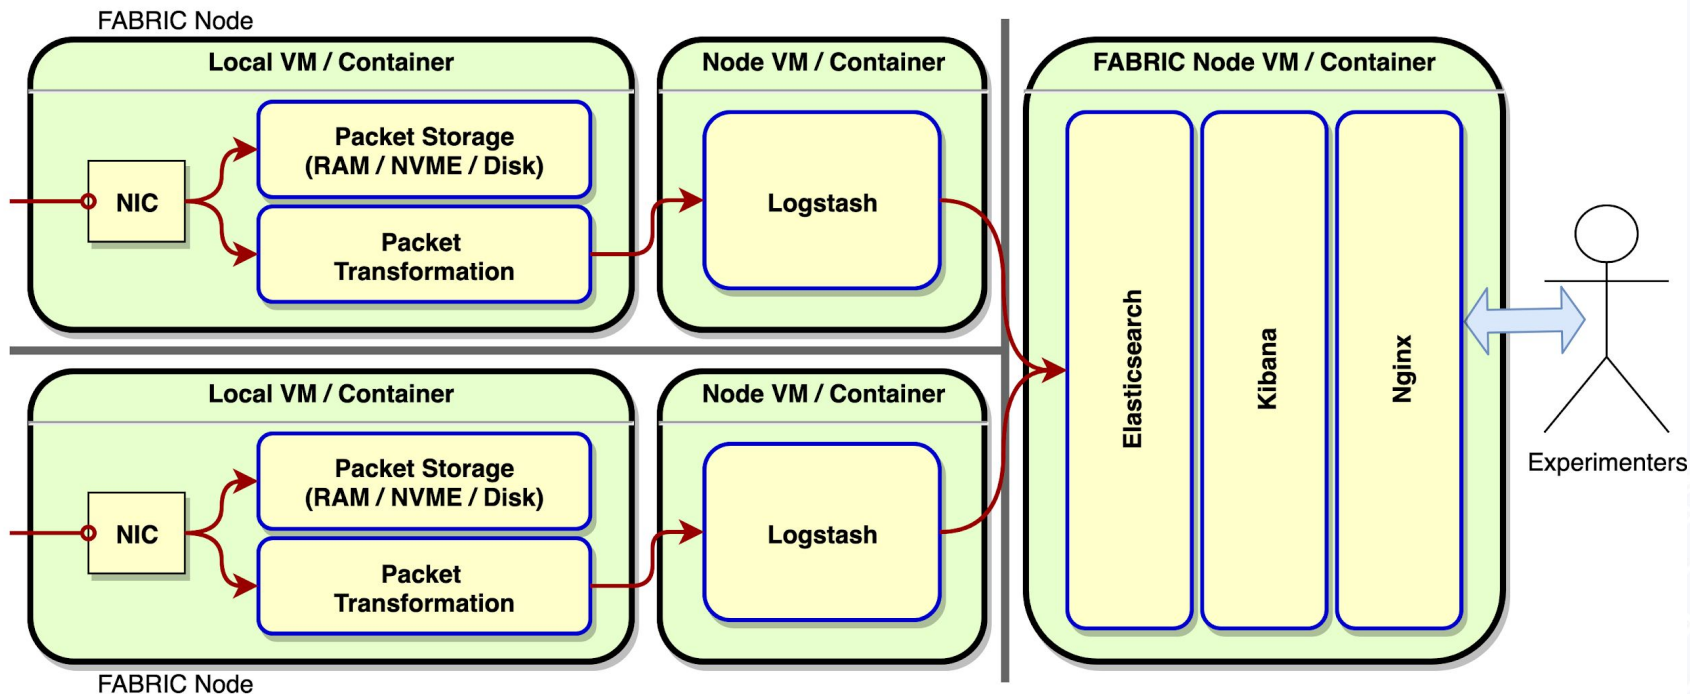 FABRIC Node
Local VM / Container
Node VM / Container
FABRIC Node VM / Container
Packet Storage
(RAM / NVME / Disk)
NIC
Packet
Transformation
Logstash
Elasticsearch
Kibana
Nginx
Experimenters
Local VM / Container
Node VM / Container
Packet Storage
(RAM / NVME / Disk)
NIC
Packet
Transformation
Logstash
FABRIC Node